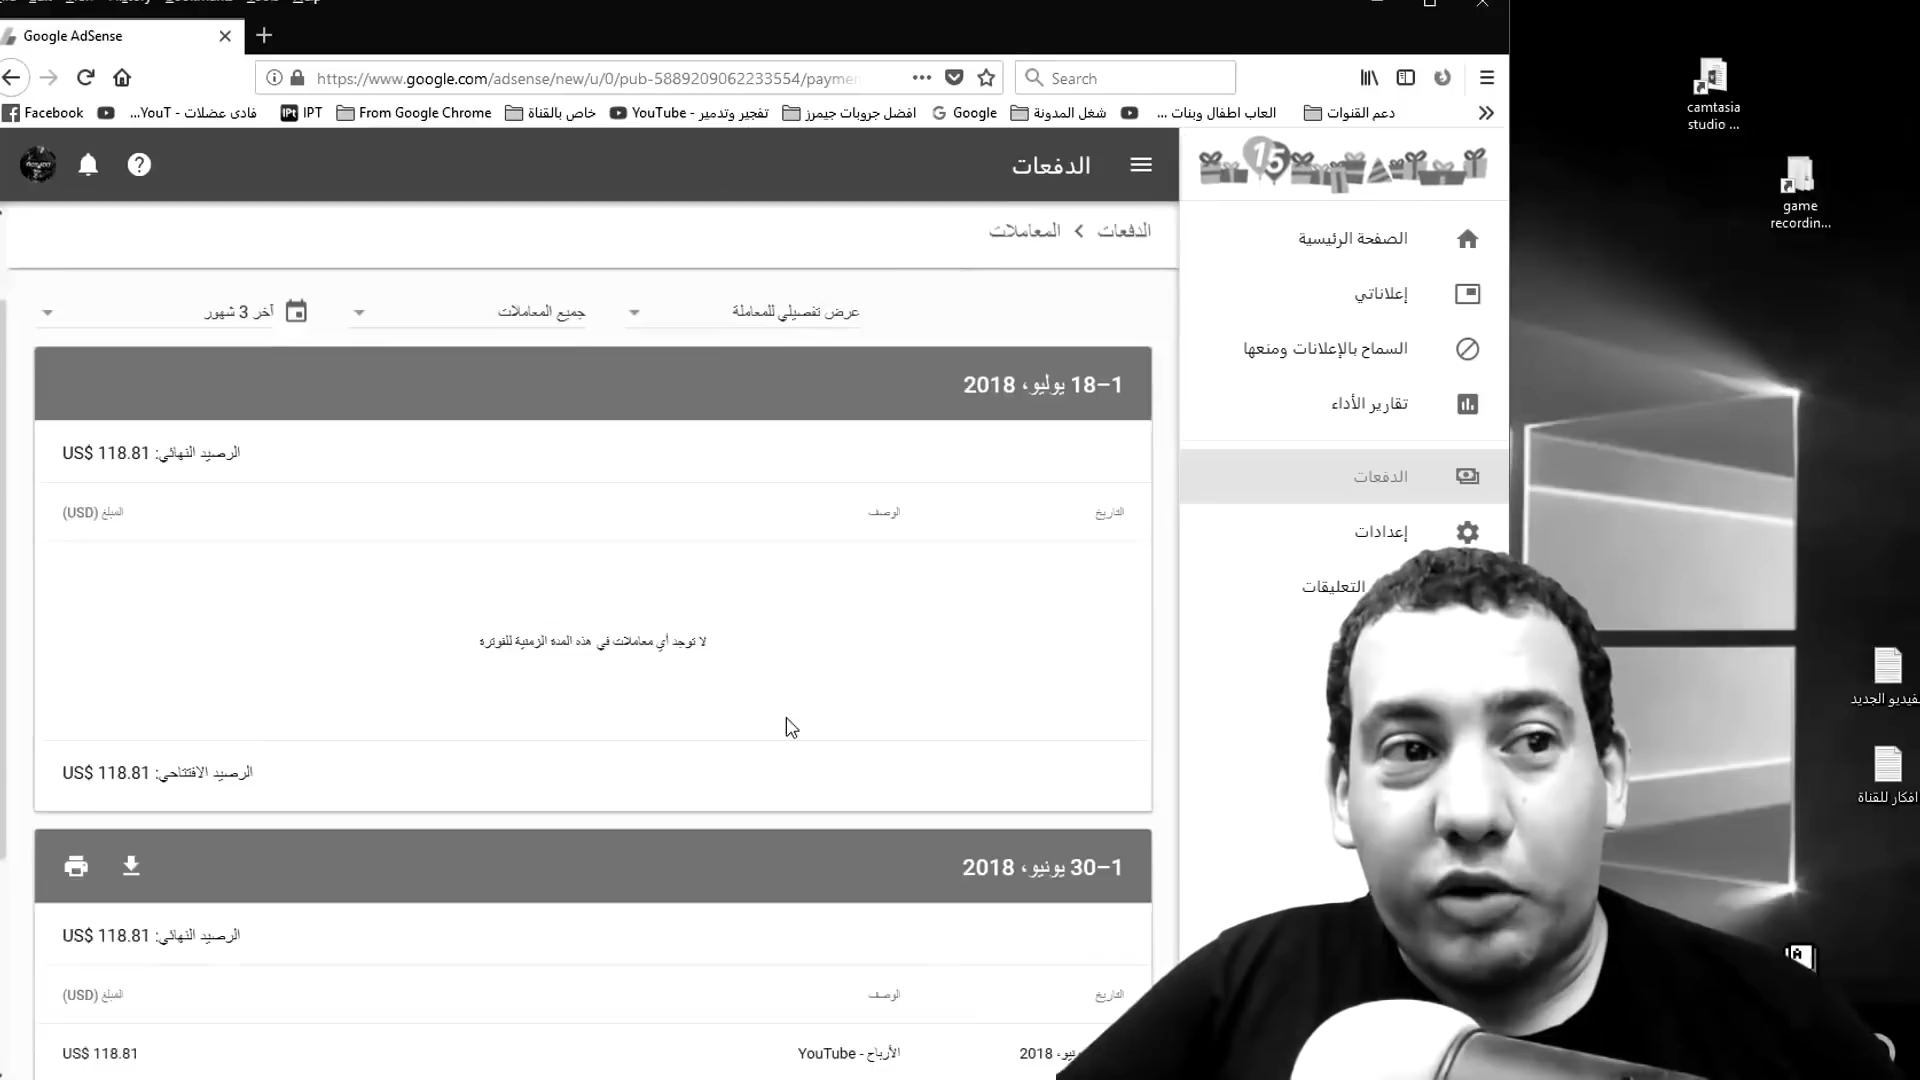 Google AdSense
https://www.google.com/adsense/new/u/0/pub-5889209062233554/payme
Search
Facebook
...YouT - فادى عضلات
IPT
From Google Chrome
خاص بالقناة
YouTube - تفجير وتدمير
افضل جروبات جيمرز
Google
شغل المدونة
... العاب اطفال وبنات
دعم القنوات
الدفعات
15
الدفعات
المعاملات
عرض تفصيلي للمعاملة
جميع المعاملات
آخر 3 شهور
1–18 يوليو، 2018
الرصيد النهائي: US$ 118.81
التاريخ
الوصف
المبلغ (USD)
لا توجد أي معاملات في هذه المدة الزمنية للفوترة
الرصيد الافتتاحي: US$ 118.81
1–30 يونيو، 2018
الرصيد النهائي: US$ 118.81
التاريخ
الوصف
المبلغ (USD)
2018
الأرباح - YouTube
US$ 118.81
الصفحة الرئيسية
إعلاناتي
السماح بالإعلانات ومنعها
تقارير الأداء
الدفعات
إعدادات
التعليقات
camtasia
studio ...
game
recordin...
الجديد
افكار للقناة